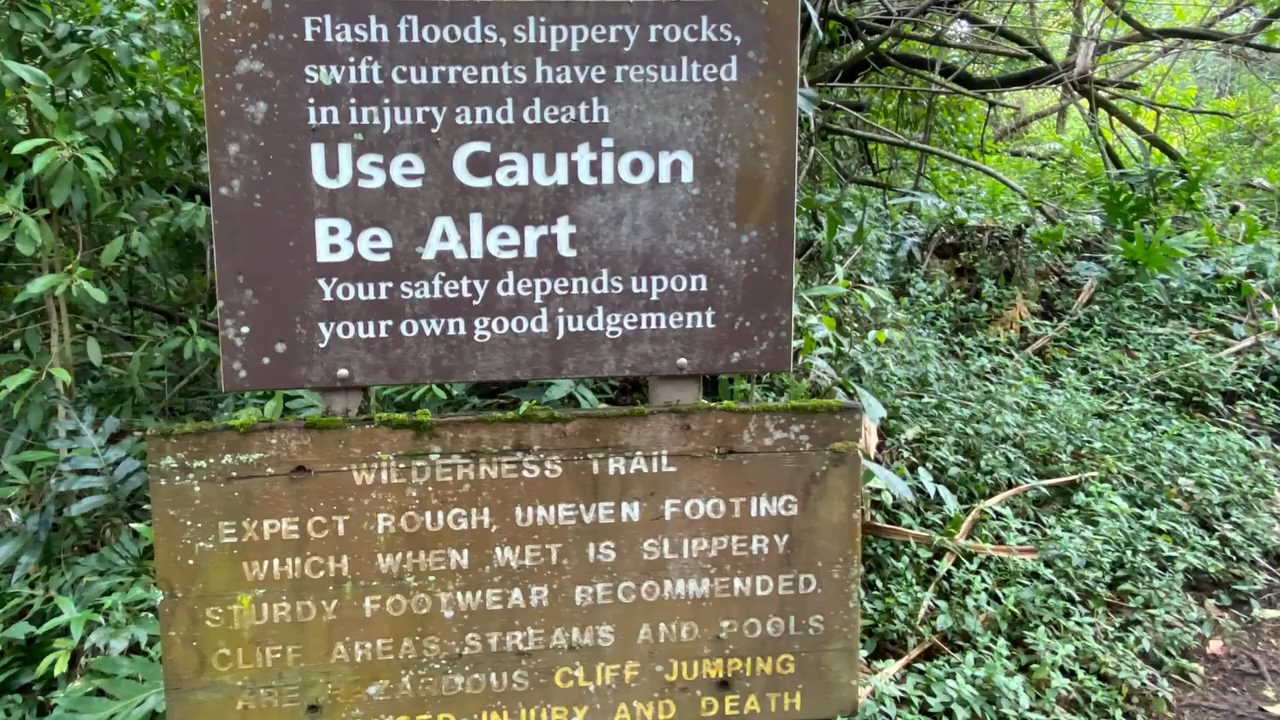 Flash floods, slippery rocks,
swift currents have resulted
in injury and death
Use Caution
Be Alert
Your safety depends upon
your own good judgement
WILDERNESS TRAIL
EXPECT ROUGH, UNEVEN FOOTING
WHICH WHEN WET IS SLIPPERY
STURDY FOOTWEAR RECOMMENDED.
CLIFF AREAS STREAMS AND POOLS
ARE HAZARDOUS CLIFF JUMPING
INJURY AND DEATH